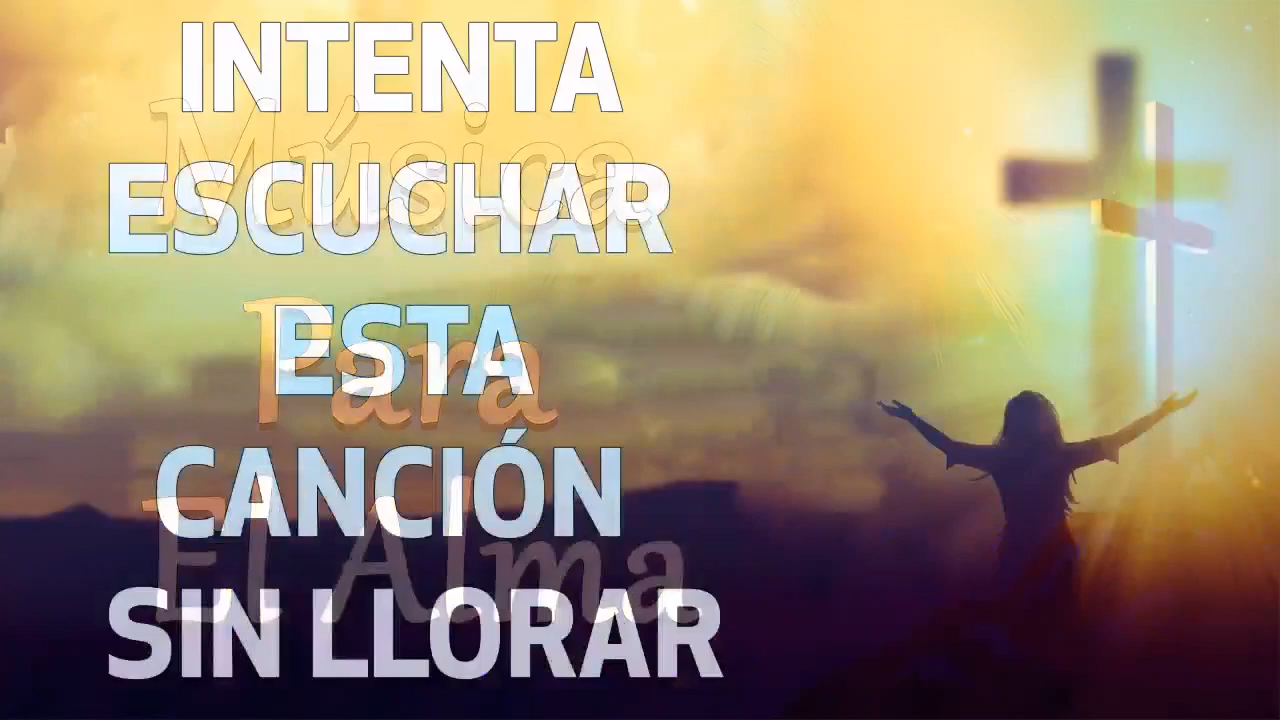 INTENTA
ESCUCHAR
ESTA
CANCIÓN
SIN LLORAR
Música
Para
El Alma